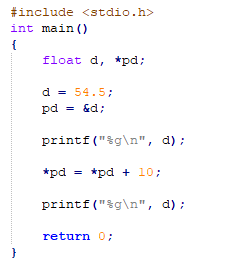 #include <stdio.h>
int main()
{
float d, *pd;
d = 54.5;
pd = &d;
printf("%g\n", d);
*pd = *pd + 10;
printf("%g\n", d);
return 0;
}